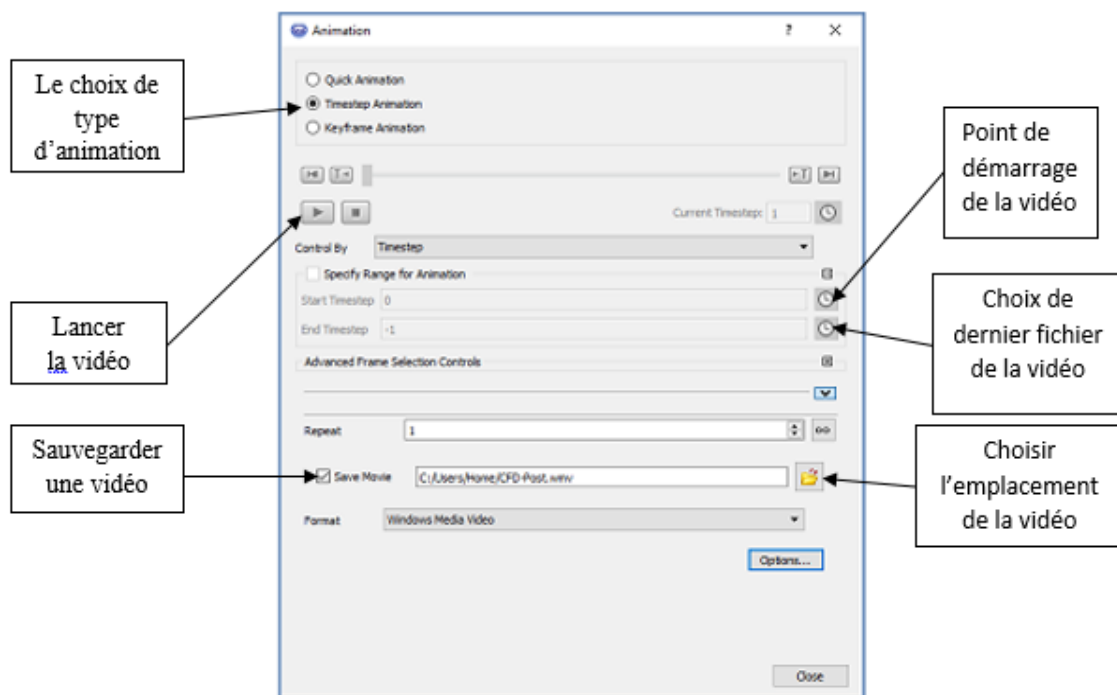 Animation
?
Quick Animation
Timestep Animation
Keyframe Animation
Le choix de
type
d'animation
Point de
démarrage
de la vidéo
Current Timestep: 1
Control By Timestep
Specify Range for Animation
Start Timestep 0
End Timestep -1
Advanced Frame Selection Controls
Lancer
la vidéo
Choix de
dernier fichier
de la vidéo
Repeat 1
Save Movie C:/Users/Home/CFD-Post.wmv
Format Windows Media Video
Options...
Sauvegarder
une vidéo
Choisir
l'emplacement
de la vidéo
Close